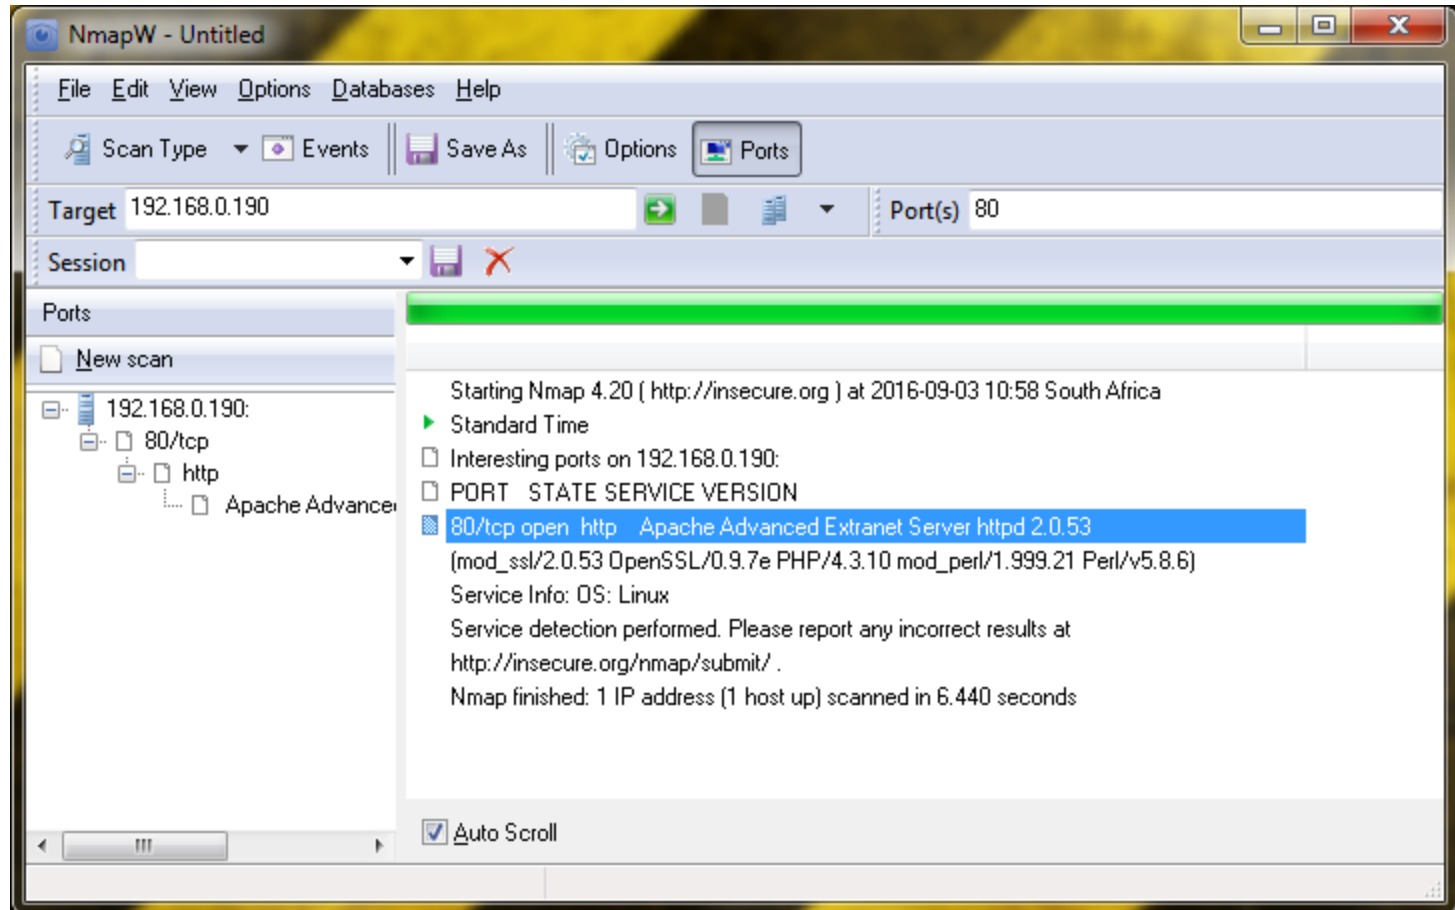 NmapW - Untitled
File Edit View Options Databases Help
Scan Type Events Save As Options Ports
Target 192.168.0.190 Port(s) 80
Session
Ports
New scan
192.168.0.190:
80/tcp
http
Apache Advance
Starting Nmap 4.20 ( http://insecure.org ) at 2016-09-03 10:58 South Africa
Standard Time
Interesting ports on 192.168.0.190:
PORT STATE SERVICE VERSION
80/tcp open http Apache Advanced Extranet Server httpd 2.0.53
(mod_ssl/2.0.53 OpenSSL/0.9.7e PHP/4.3.10 mod_perl/1.999.21 Perl/v5.8.6)
Service Info: OS: Linux
Service detection performed. Please report any incorrect results at
http://insecure.org/nmap/submit/ .
Nmap finished: 1 IP address (1 host up) scanned in 6.440 seconds
Auto Scroll